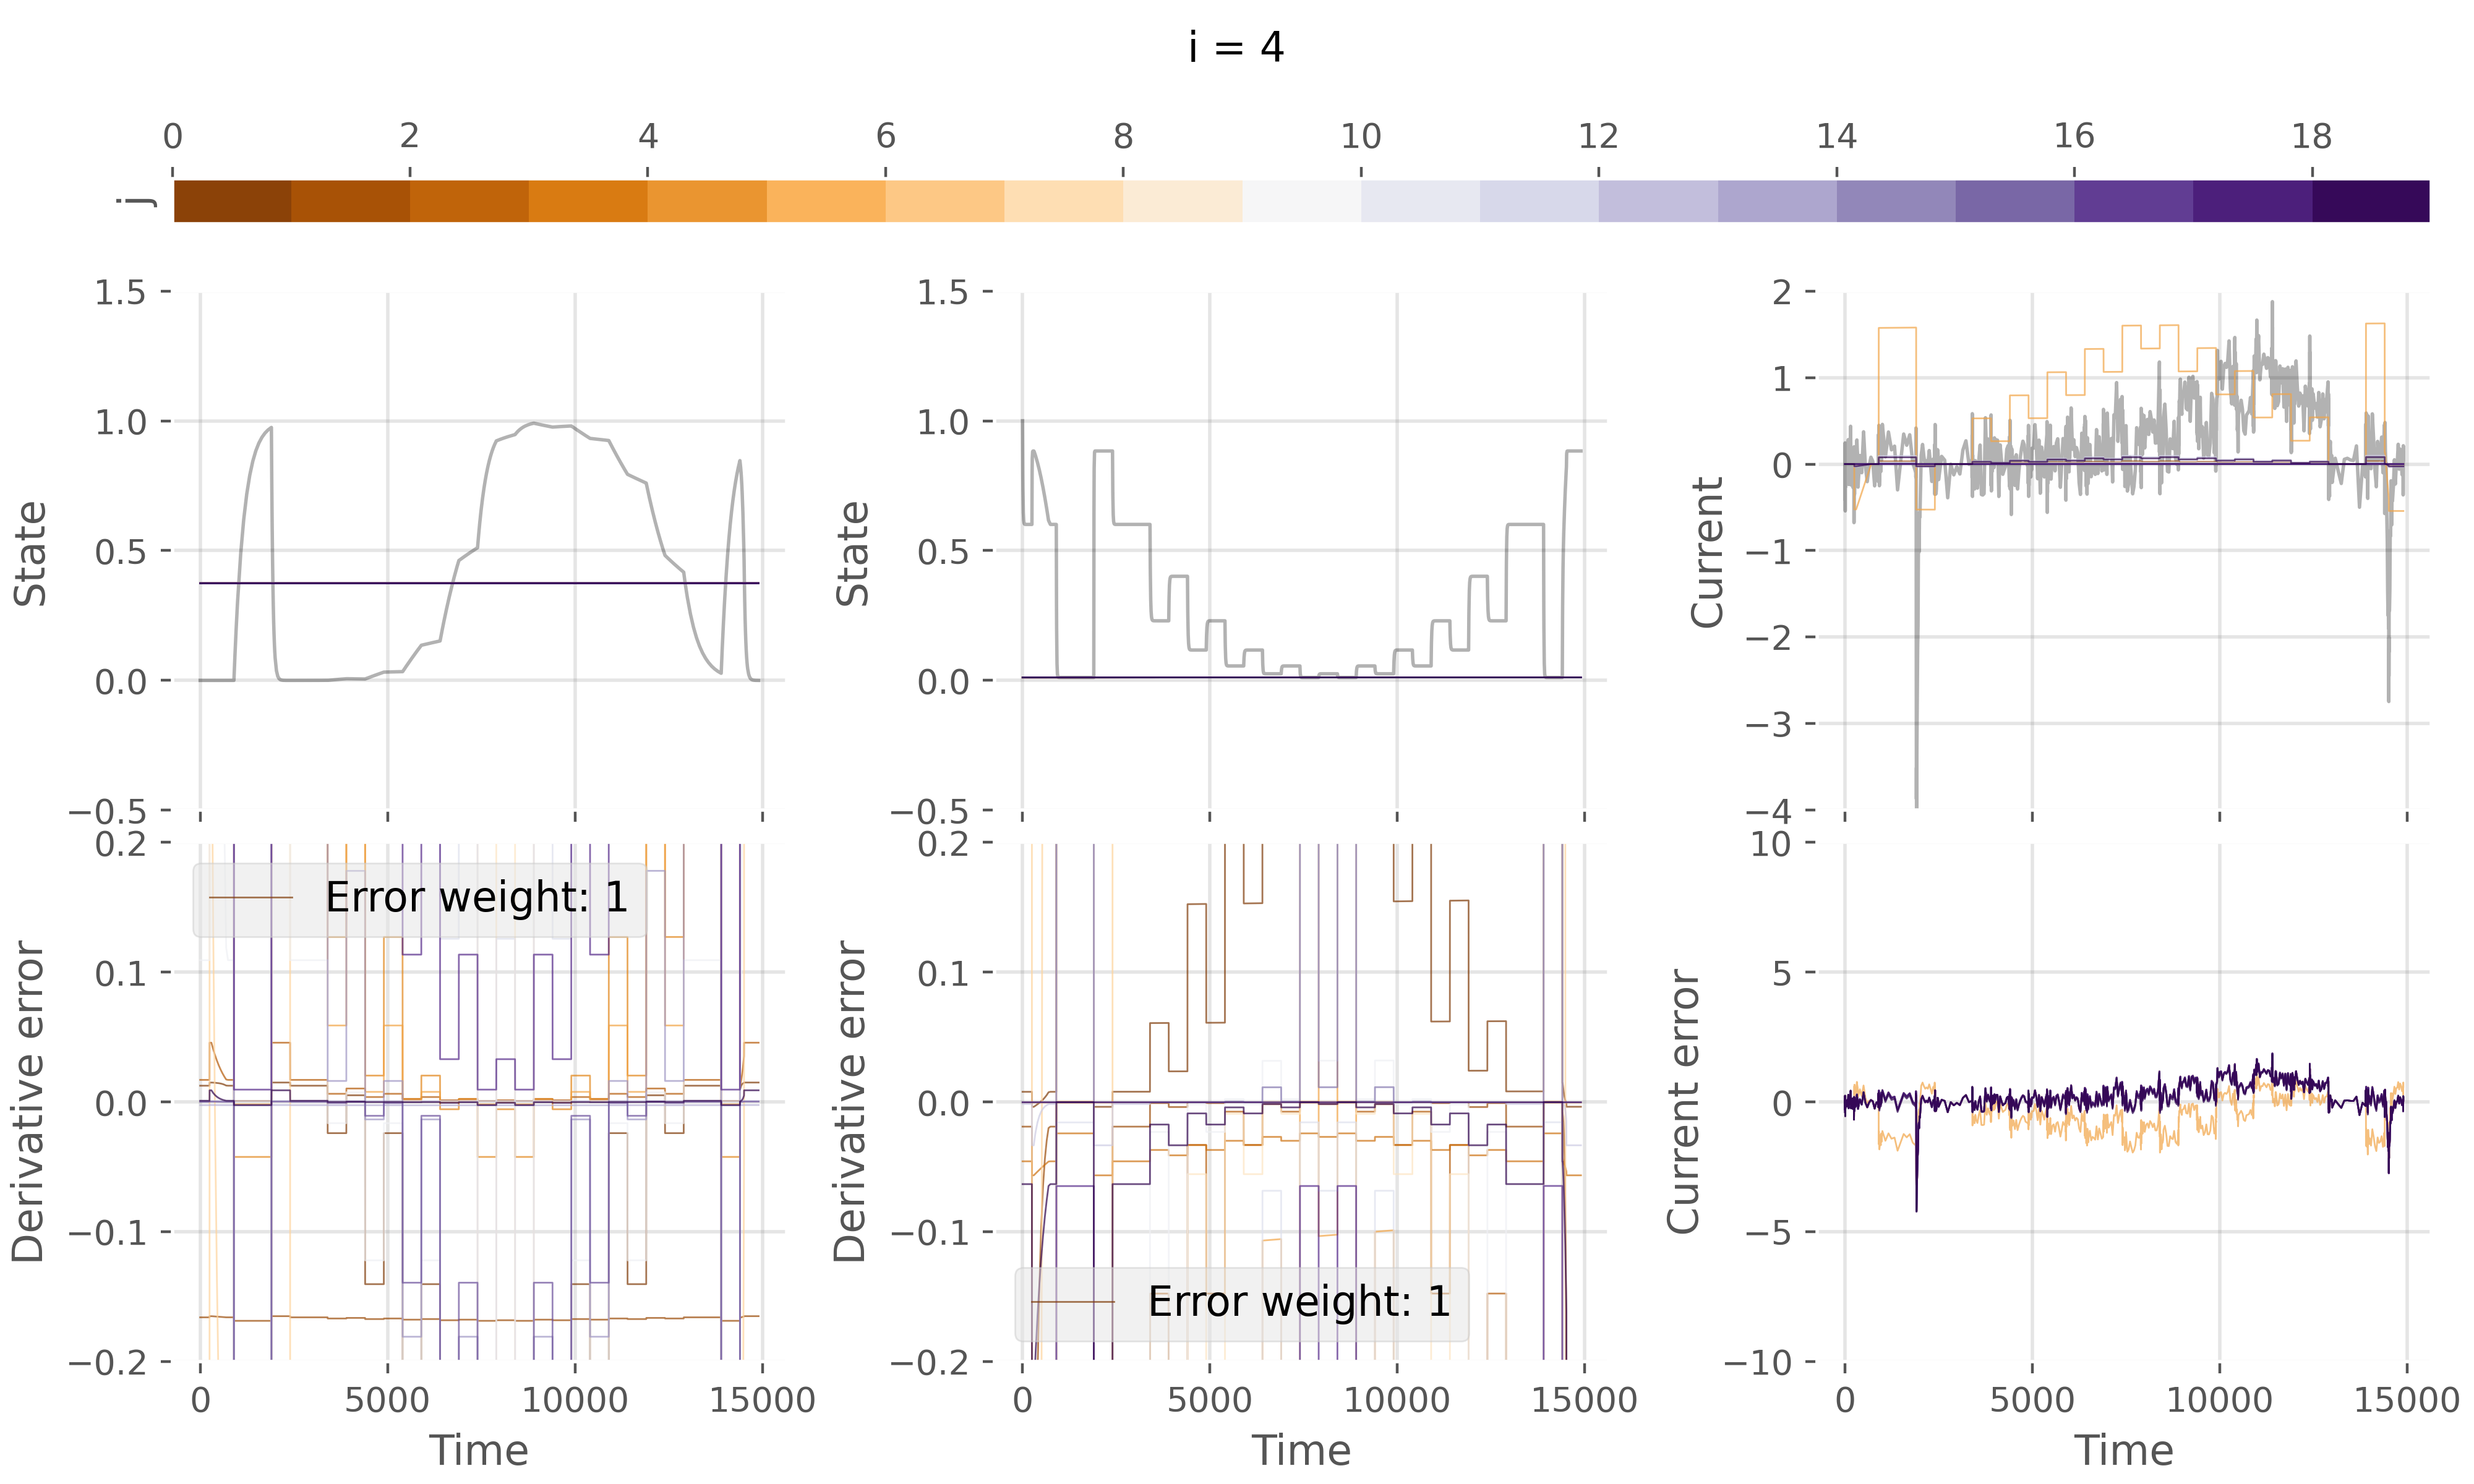 i = 4
0 2 4 6 8 10 12 14 16 18
j
1.5 1.5 2
1.0 1.0 1
0.5 0.5 0
0.0 0.0 −1
−0.5 −0.5 −2
−3
−4
State State Current
0.2 0.2 10
0.1 0.1 5
0.0 0.0 0
−0.1 −0.1 −5
−0.2 −0.2 −10
Derivative error Derivative error Current error
Error weight: 1
Error weight: 1
0 5000 10000 15000 0 5000 10000 15000 0 5000 10000 15000
Time Time Time